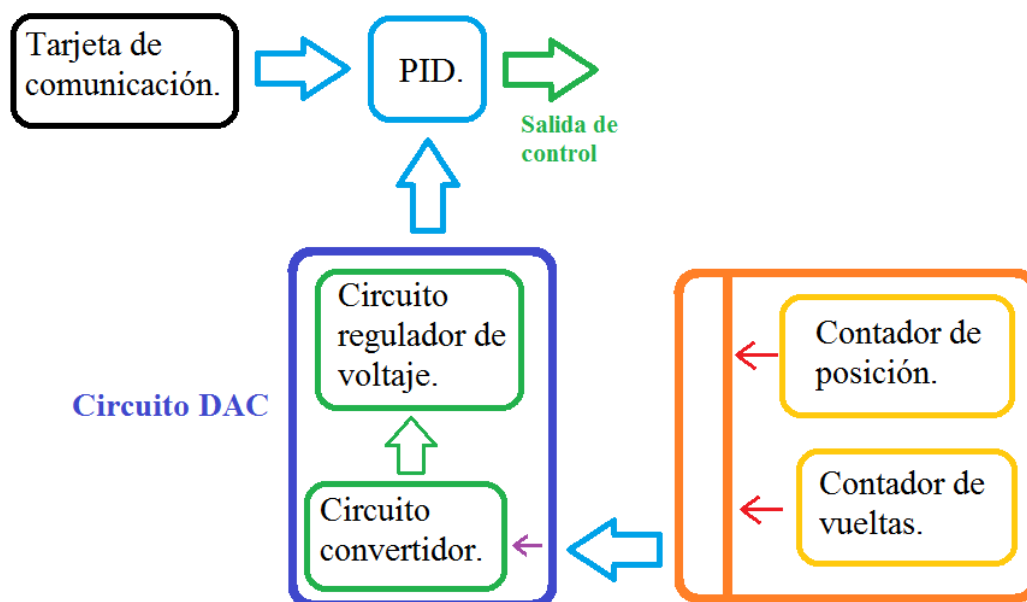 Tarjeta de
comunicación.
PID.
Salida de
control
Circuito DAC
Circuito
regulador de
voltaje.
Circuito
convertidor.
Contador de
posición.
Contador de
vueltas.